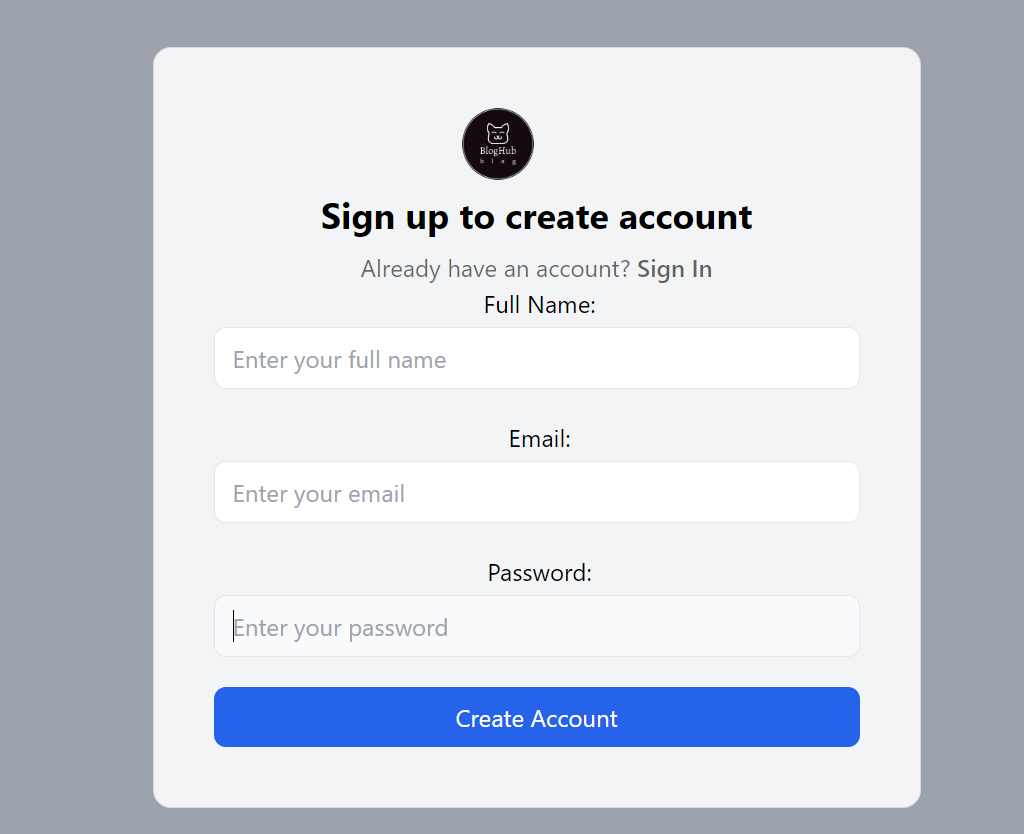 BlogHub
blog
Sign up to create account
Already have an account? Sign In
Full Name:
Enter your full name
Email:
Enter your email
Password:
Enter your password
Create Account